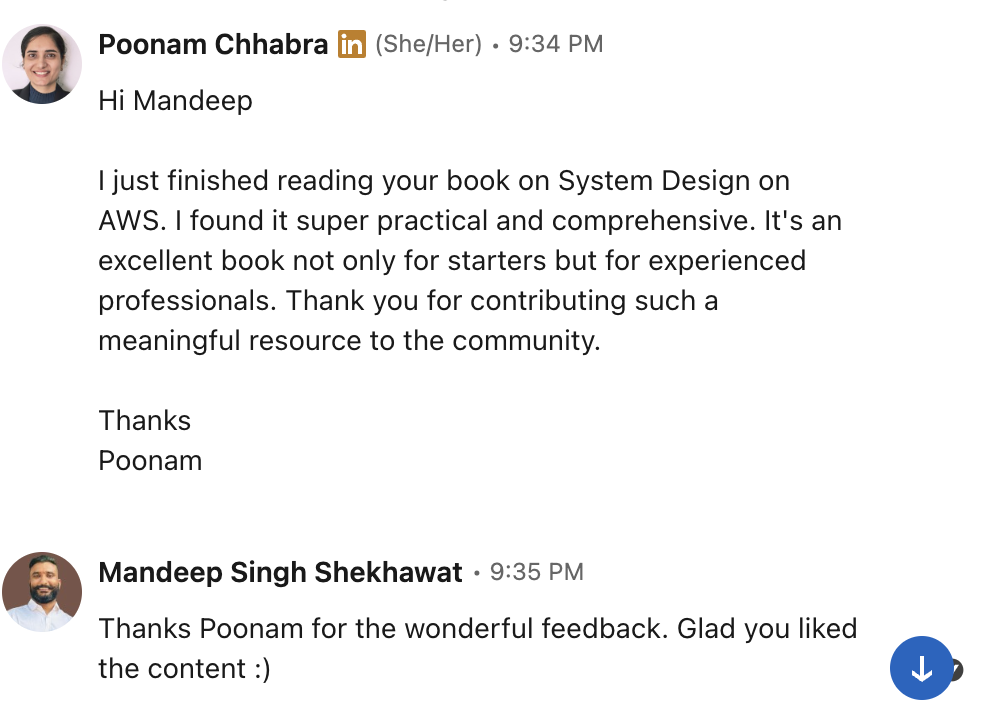 Poonam Chhabra in (She/Her) • 9:34 PM
Hi Mandeep
I just finished reading your book on System Design on
AWS. I found it super practical and comprehensive. It's an
excellent book not only for starters but for experienced
professionals. Thank you for contributing such a
meaningful resource to the community.
Thanks
Poonam
Mandeep Singh Shekhawat • 9:35 PM
Thanks Poonam for the wonderful feedback. Glad you liked
the content :)